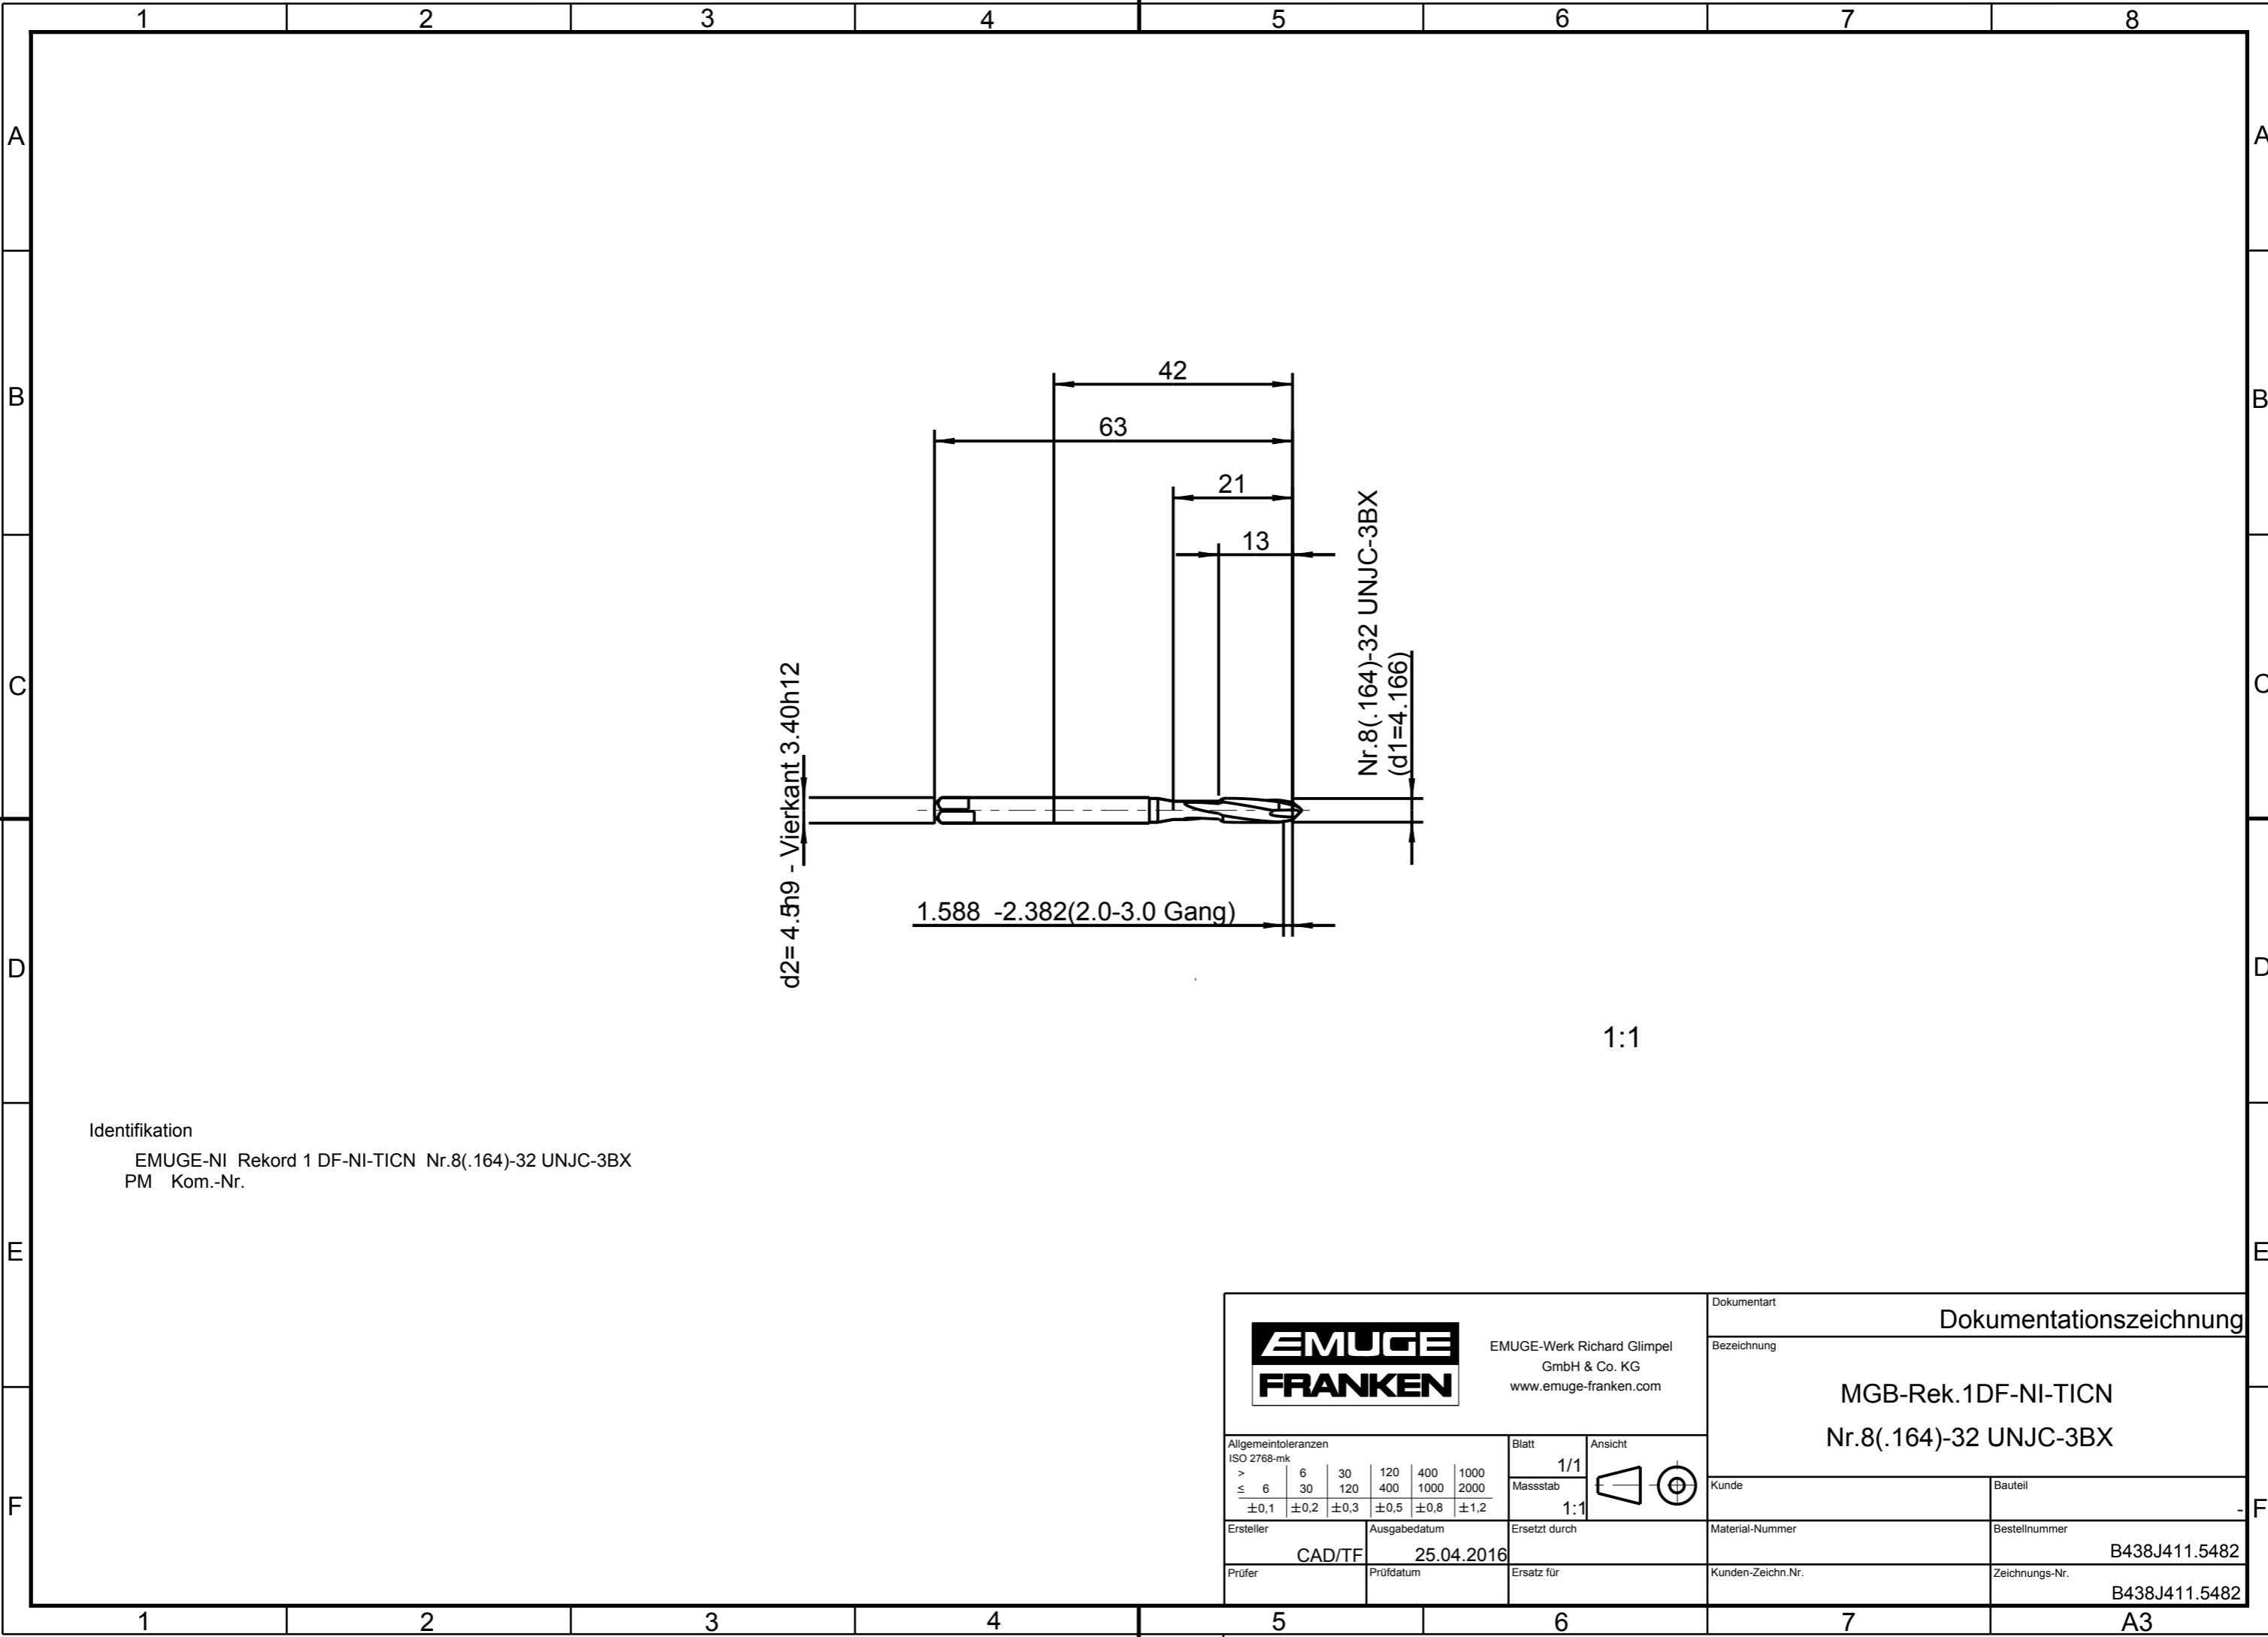 1 2 3 4 5 6 7 8
A A
B B
C C
D D
E E
F F
42
63
21
13
Nr.8(.164)-32 UNJC-3BX
(d1=4.166)
d2= 4.5h9 - Vierkant 3.40h12
1.588 -2.382(2.0-3.0 Gang)
1:1
Identifikation
EMUGE-NI Rekord 1 DF-NI-TICN Nr.8(.164)-32 UNJC-3BX
PM Kom.-Nr.
EMUGE
FRANKEN
EMUGE-Werk Richard Glimpel
GmbH & Co. KG
www.emuge-franken.com
Dokumentart
Dokumentationszeichnung
Bezeichnung
MGB-Rek.1DF-NI-TICN
Nr.8(.164)-32 UNJC-3BX
Allgemeintoleranzen
ISO 2768-mk
> 6 30 120 400 1000
≤ 6 30 120 400 1000 2000
±0,1 ±0,2 ±0,3 ±0,5 ±0,8 ±1,2
Blatt
1/1
Ansicht
Massstab
1:1
Kunde
Bauteil
-
Ersteller
CAD/TF
Ausgabedatum
25.04.2016
Ersetzt durch
Material-Nummer
Bestellnummer
B438J411.5482
Prüfer
Prüfdatum
Ersatz für
Kunden-Zeichn.Nr.
Zeichnungs-Nr.
B438J411.5482
1 2 3 4 5 6 7 A3